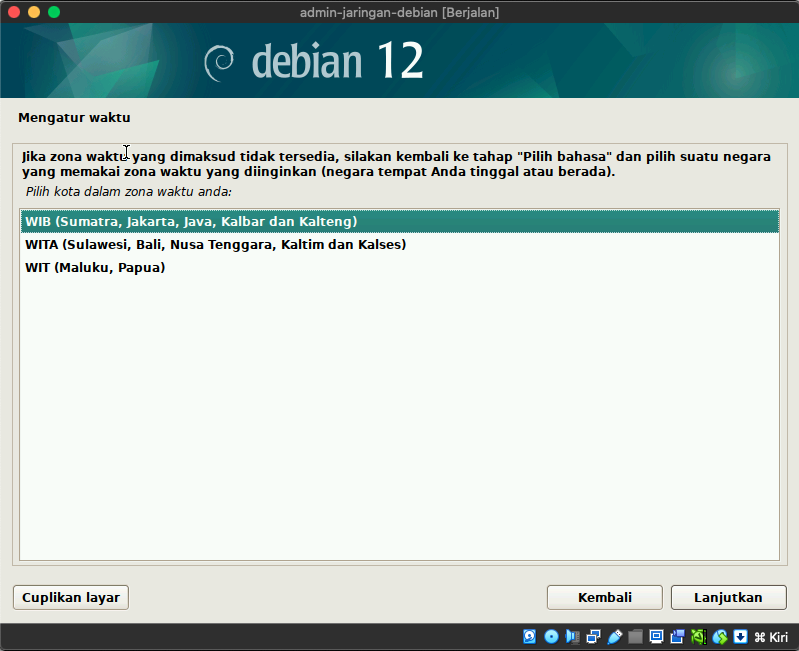 admin-jaringan-debian [Berjalan]
debian 12
Mengatur waktu
Jika zona waktu yang dimaksud tidak tersedia, silakan kembali ke tahap "Pilih bahasa" dan pilih suatu negara
yang memakai zona waktu yang diinginkan (negara tempat Anda tinggal atau berada).
Pilih kota dalam zona waktu anda:
WIB (Sumatra, Jakarta, Java, Kalbar dan Kalteng)
WITA (Sulawesi, Bali, Nusa Tenggara, Kaltim dan Kalses)
WIT (Maluku, Papua)
Cuplikan layar
Kembali
Lanjutkan
⌘ Kiri